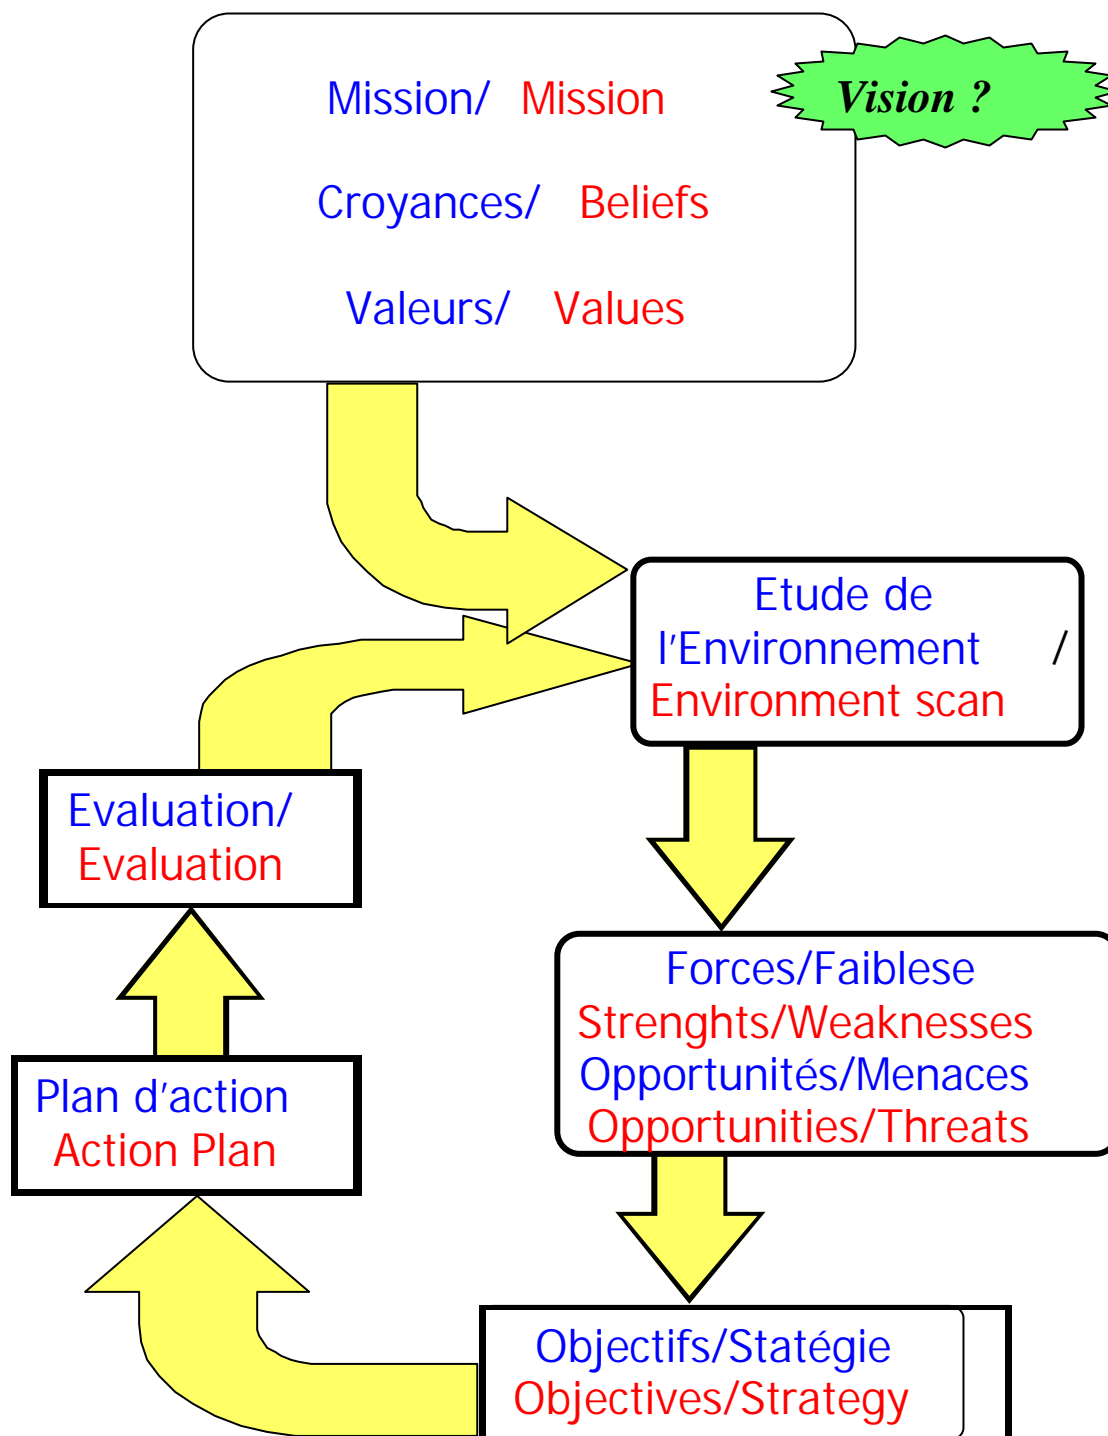 Mission/ Mission
Vision ?
Croyances/ Beliefs
Valeurs/ Values
Etude de
l'Environnement /
Environment scan
Evaluation/
Evaluation
Forces/Faiblese
Strenghts/Weaknesses
Opportunités/Menaces
Opportunities/Threats
Plan d'action
Action Plan
Objectifs/Statégie
Objectives/Strategy